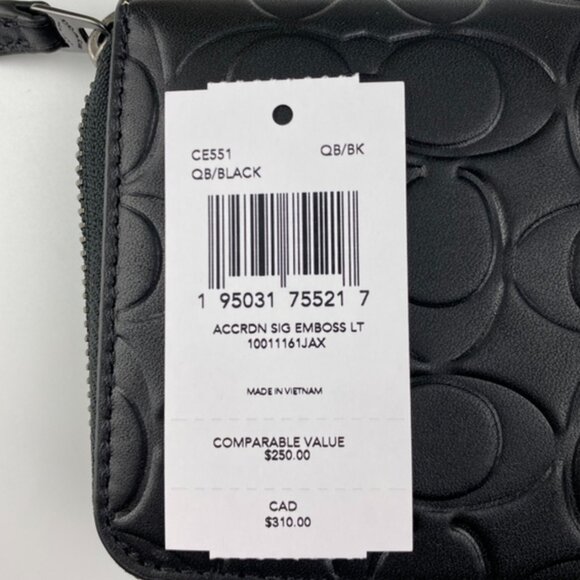 CE551 QB/BK
QB/BLACK
1 95031 75521 7
ACCRDN SIG EMBOSS LT
10011161JAX
MADE IN VIETNAM
COMPARABLE VALUE
$250.00
CAD
$310.00